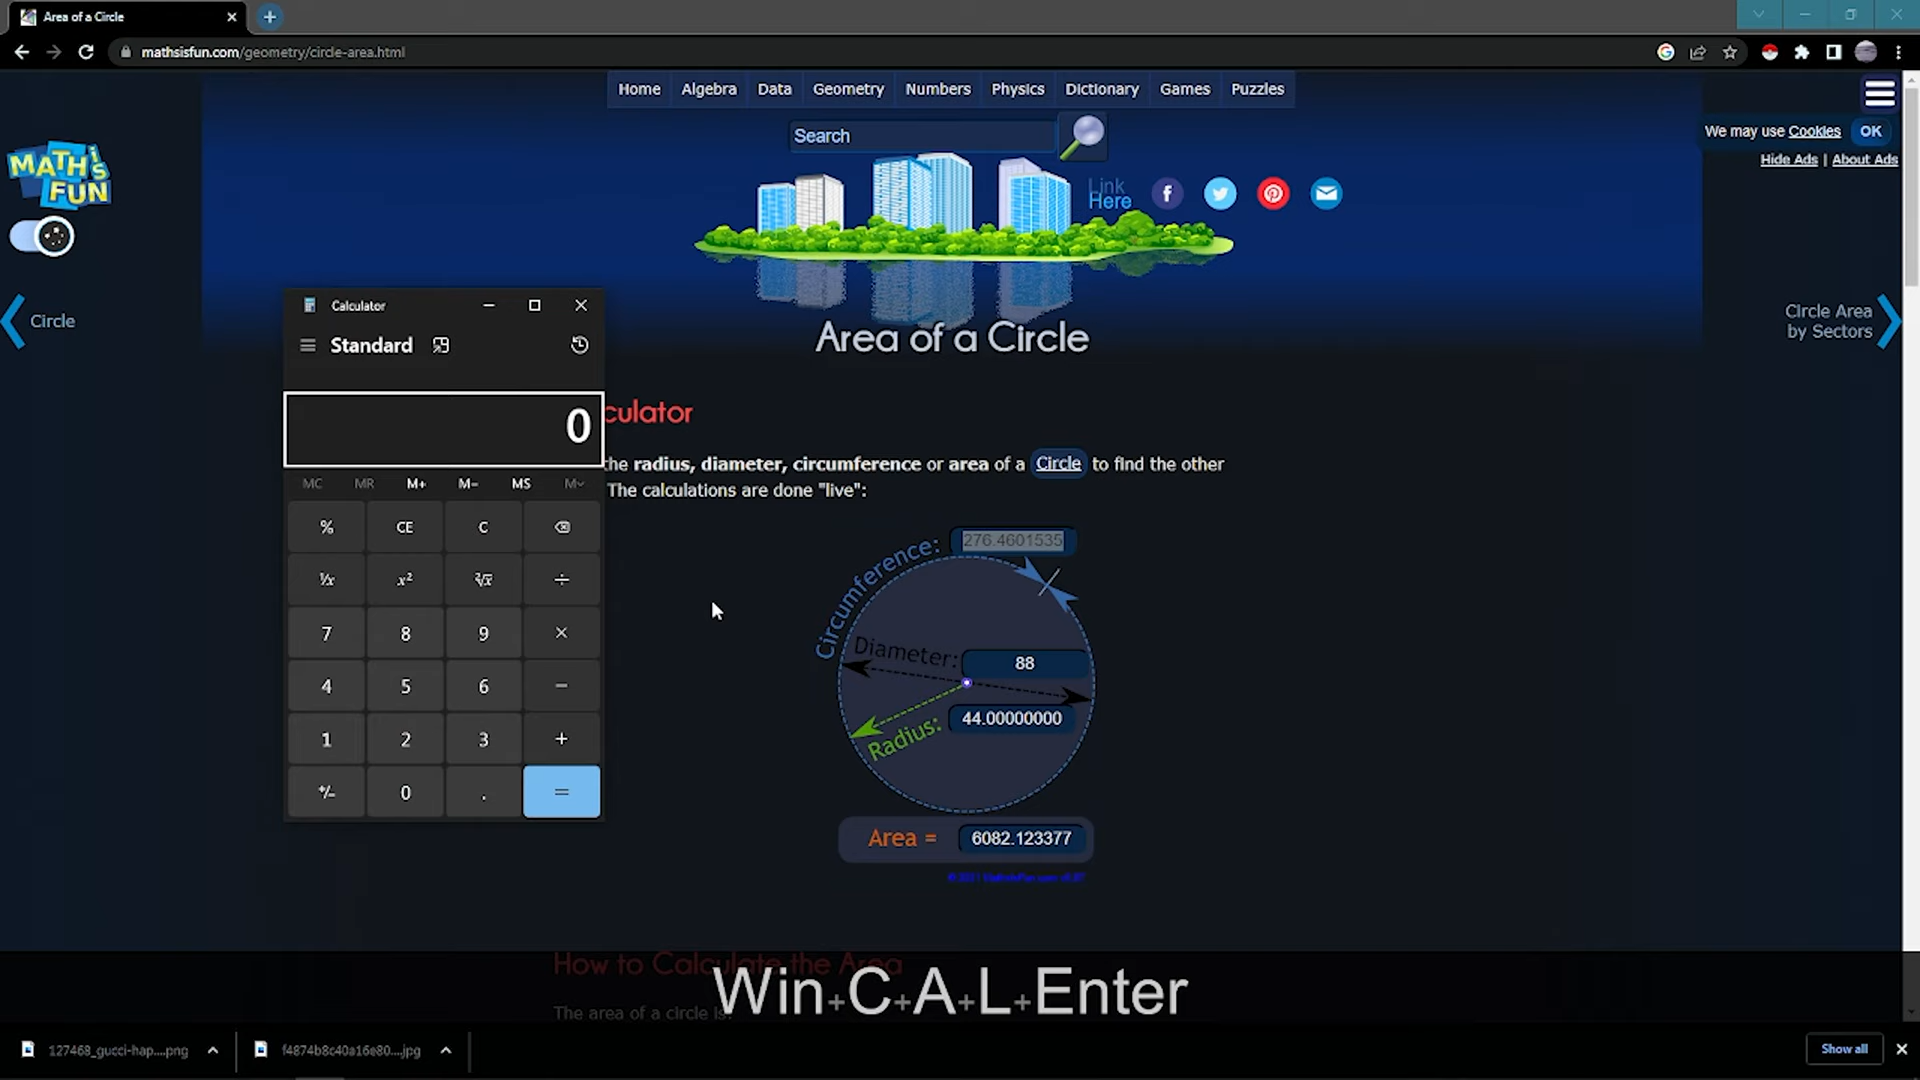 Area of a Circle
mathsisfun.com/geometry/circle-area.html
Home Algebra Data Geometry Numbers Physics Dictionary Games Puzzles
Search
We may use Cookies OK
Hide Ads | About Ads
MATH is FUN
Link Here
Circle
Circle Area by Sectors
Area of a Circle
Calculator
Standard
0
MC MR M+ M− MS M˅
% CE C
¹/x x² ²√x ÷
7 8 9 ×
4 5 6 −
1 2 3 +
+/− 0 . =
culator
the radius, diameter, circumference or area of a Circle to find the other
The calculations are done "live":
Circumference: 276.4601535
Diameter: 88
Radius: 44.00000000
Area = 6082.123377
How to Calculate the Area
The area of a circle is:
Win+C+A+L+Enter
127468_gucci-hap....png
f4874b8c40a16e80....jpg
Show all